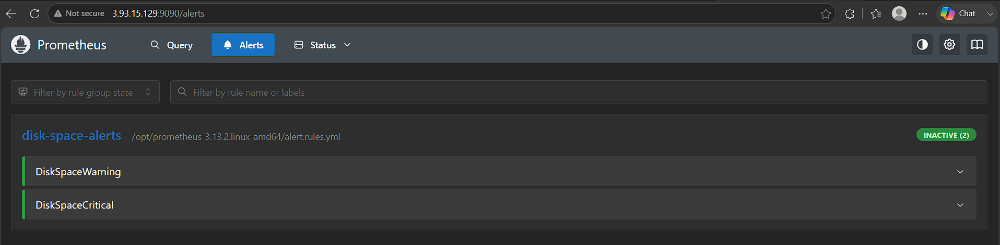 Not secure 3.93.15.129:9090/alerts Chat
Prometheus Query Alerts Status
Filter by rule group state Filter by rule name or labels
disk-space-alerts /opt/prometheus-3.13.2.linux-amd64/alert.rules.yml INACTIVE (2)
DiskSpaceWarning
DiskSpaceCritical